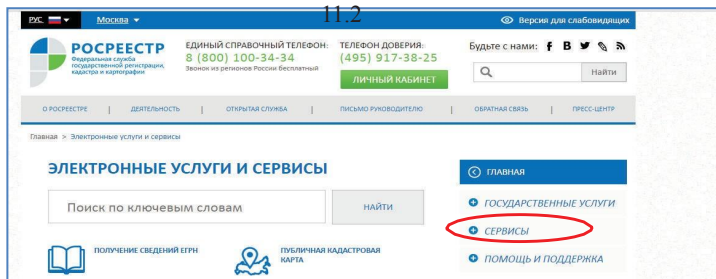 11.2
РУС Москва Версия для слабовидящих
РОСРЕЕСТР
Федеральная служба
государственной регистрации,
кадастра и картографии
ЕДИНЫЙ СПРАВОЧНЫЙ ТЕЛЕФОН:
8 (800) 100-34-34
Звонок из регионов России бесплатный
ТЕЛЕФОН ДОВЕРИЯ:
(495) 917-38-25
ЛИЧНЫЙ КАБИНЕТ
Будьте с нами:
Найти
О РОСРЕЕСТРЕ | ДЕЯТЕЛЬНОСТЬ | ОТКРЫТАЯ СЛУЖБА | ПИСЬМО РУКОВОДИТЕЛЮ | ОБРАТНАЯ СВЯЗЬ | ПРЕСС-ЦЕНТР
Главная > Электронные услуги и сервисы
ЭЛЕКТРОННЫЕ УСЛУГИ И СЕРВИСЫ
Поиск по ключевым словам НАЙТИ
ПОЛУЧЕНИЕ СВЕДЕНИЙ ЕГРН
ПУБЛИЧНАЯ КАДАСТРОВАЯ
КАРТА
ГЛАВНАЯ
ГОСУДАРСТВЕННЫЕ УСЛУГИ
СЕРВИСЫ
ПОМОЩЬ И ПОДДЕРЖКА